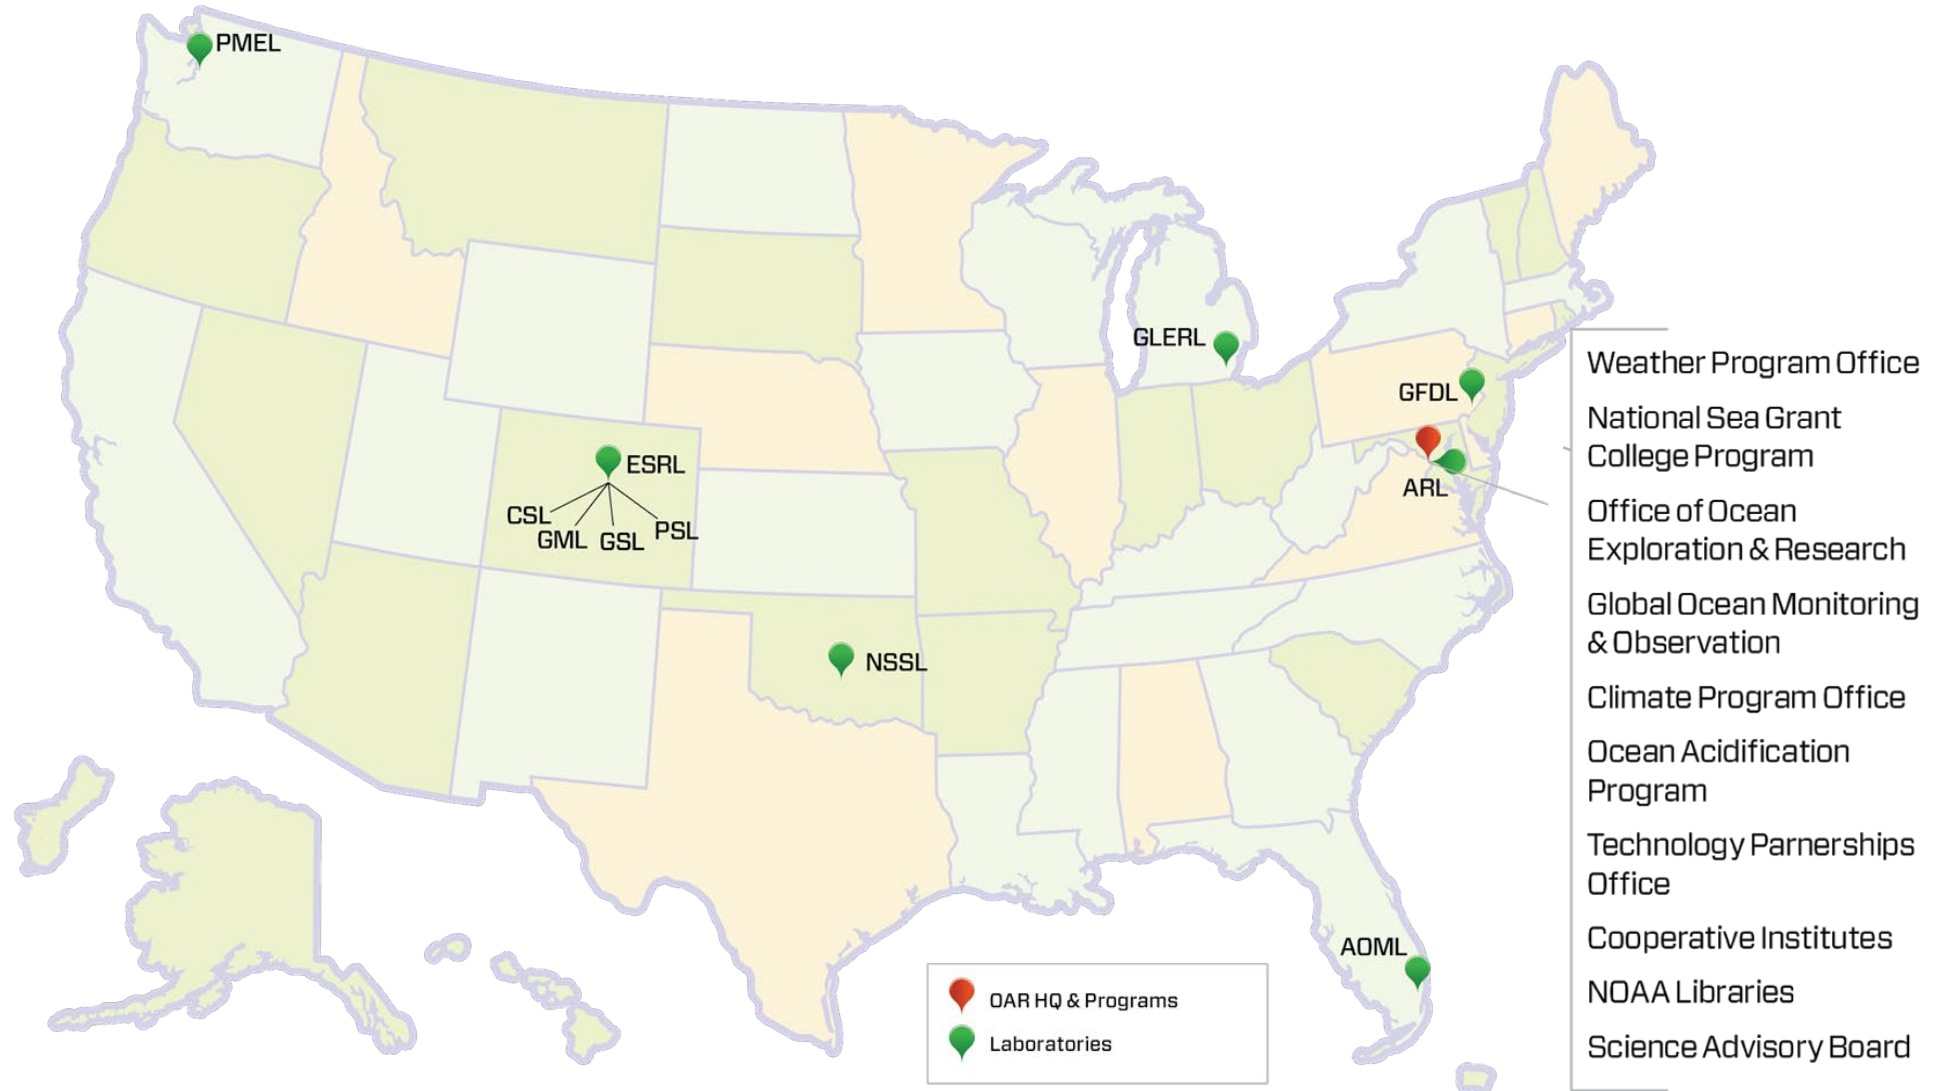 PMEL
GLERL
GFDL
ARL
ESRL
CSL
GML
GSL
PSL
NSSL
AOML
OAR HQ & Programs
Laboratories
Weather Program Office
National Sea Grant
College Program
Office of Ocean
Exploration & Research
Global Ocean Monitoring
& Observation
Climate Program Office
Ocean Acidification
Program
Technology Parnerships
Office
Cooperative Institutes
NOAA Libraries
Science Advisory Board